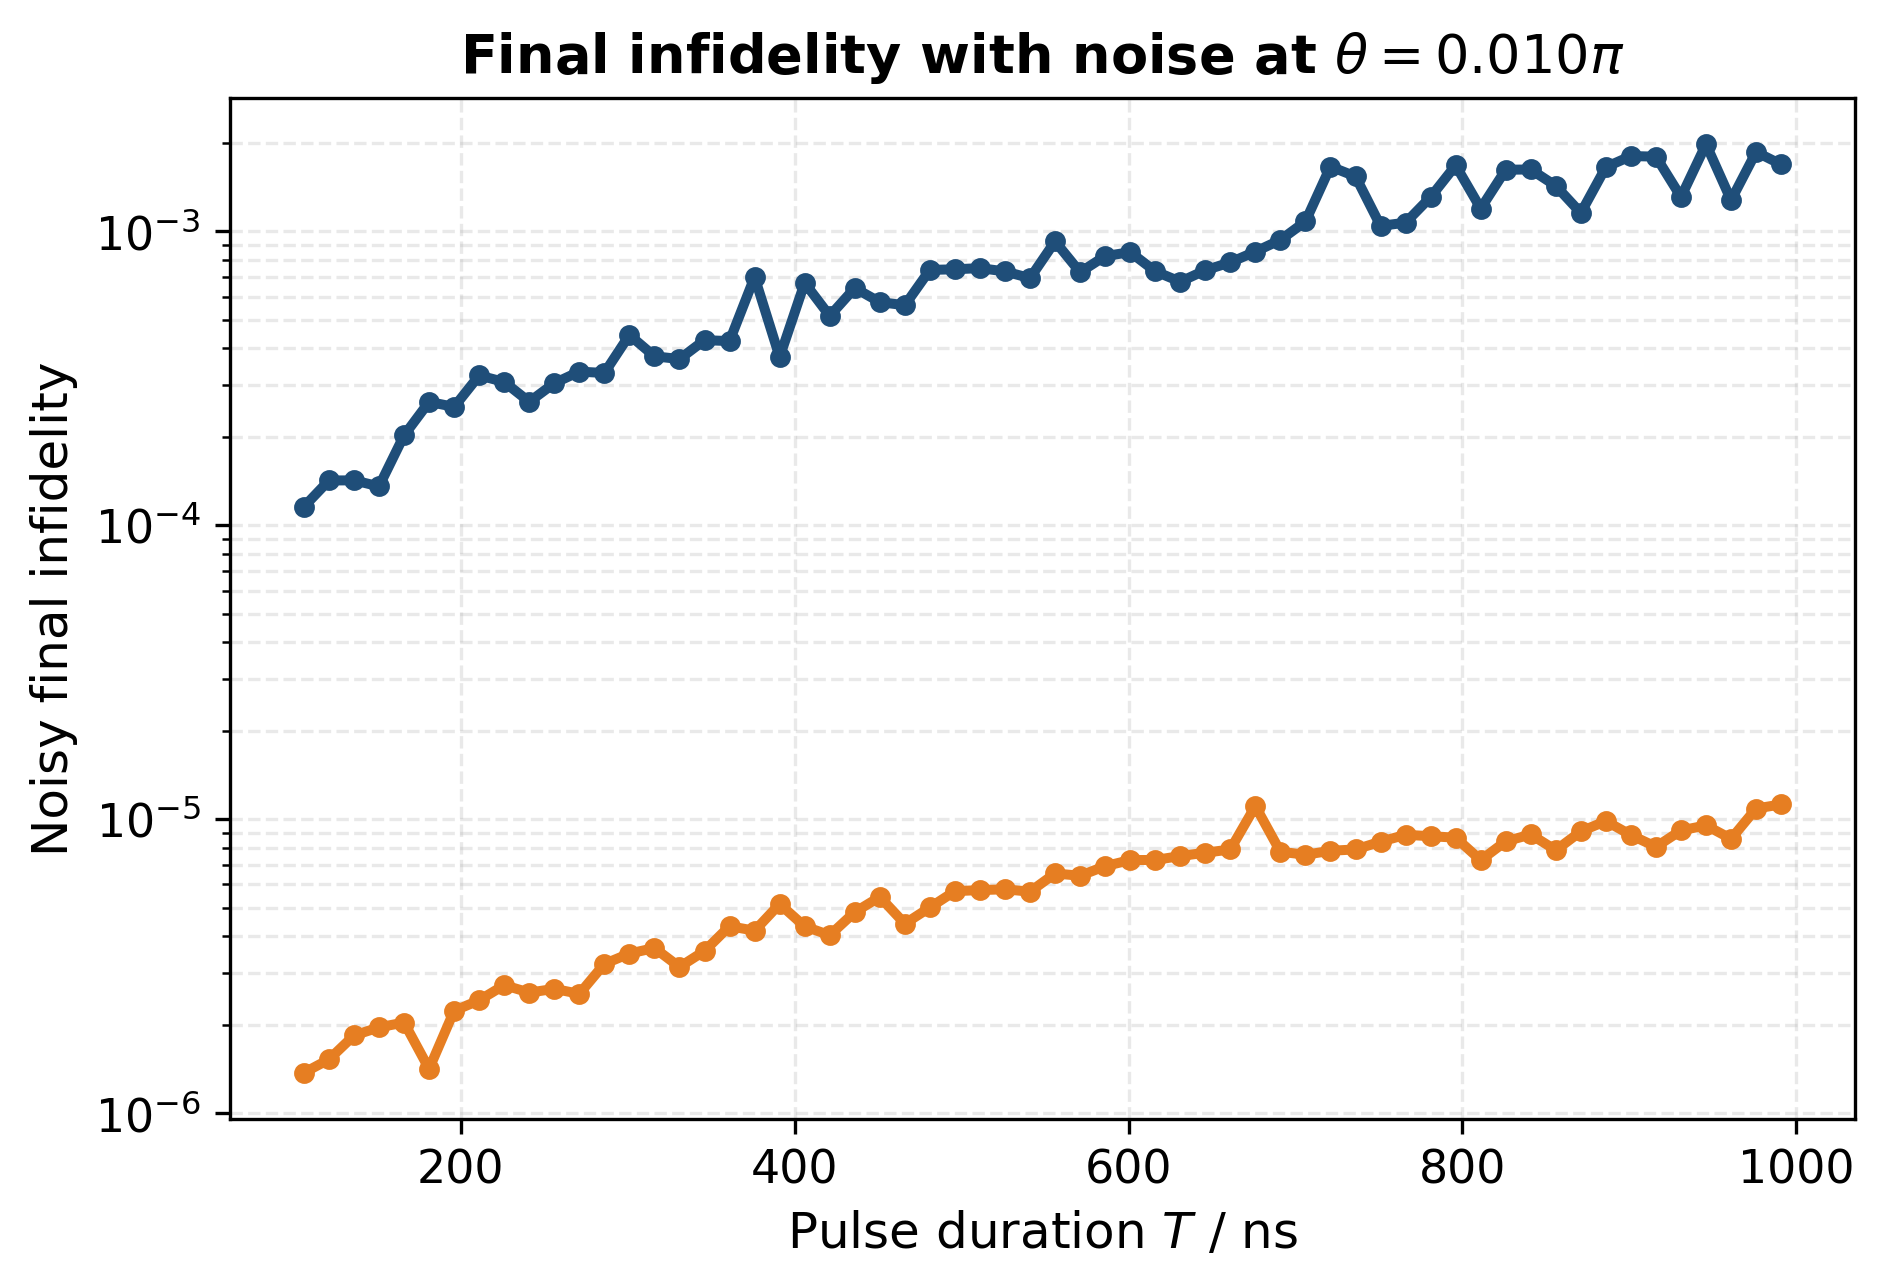 Final infidelity with noise at θ = 0.010π
Noisy final infidelity
10⁻³
10⁻⁴
10⁻⁵
10⁻⁶
200 400 600 800 1000
Pulse duration T / ns